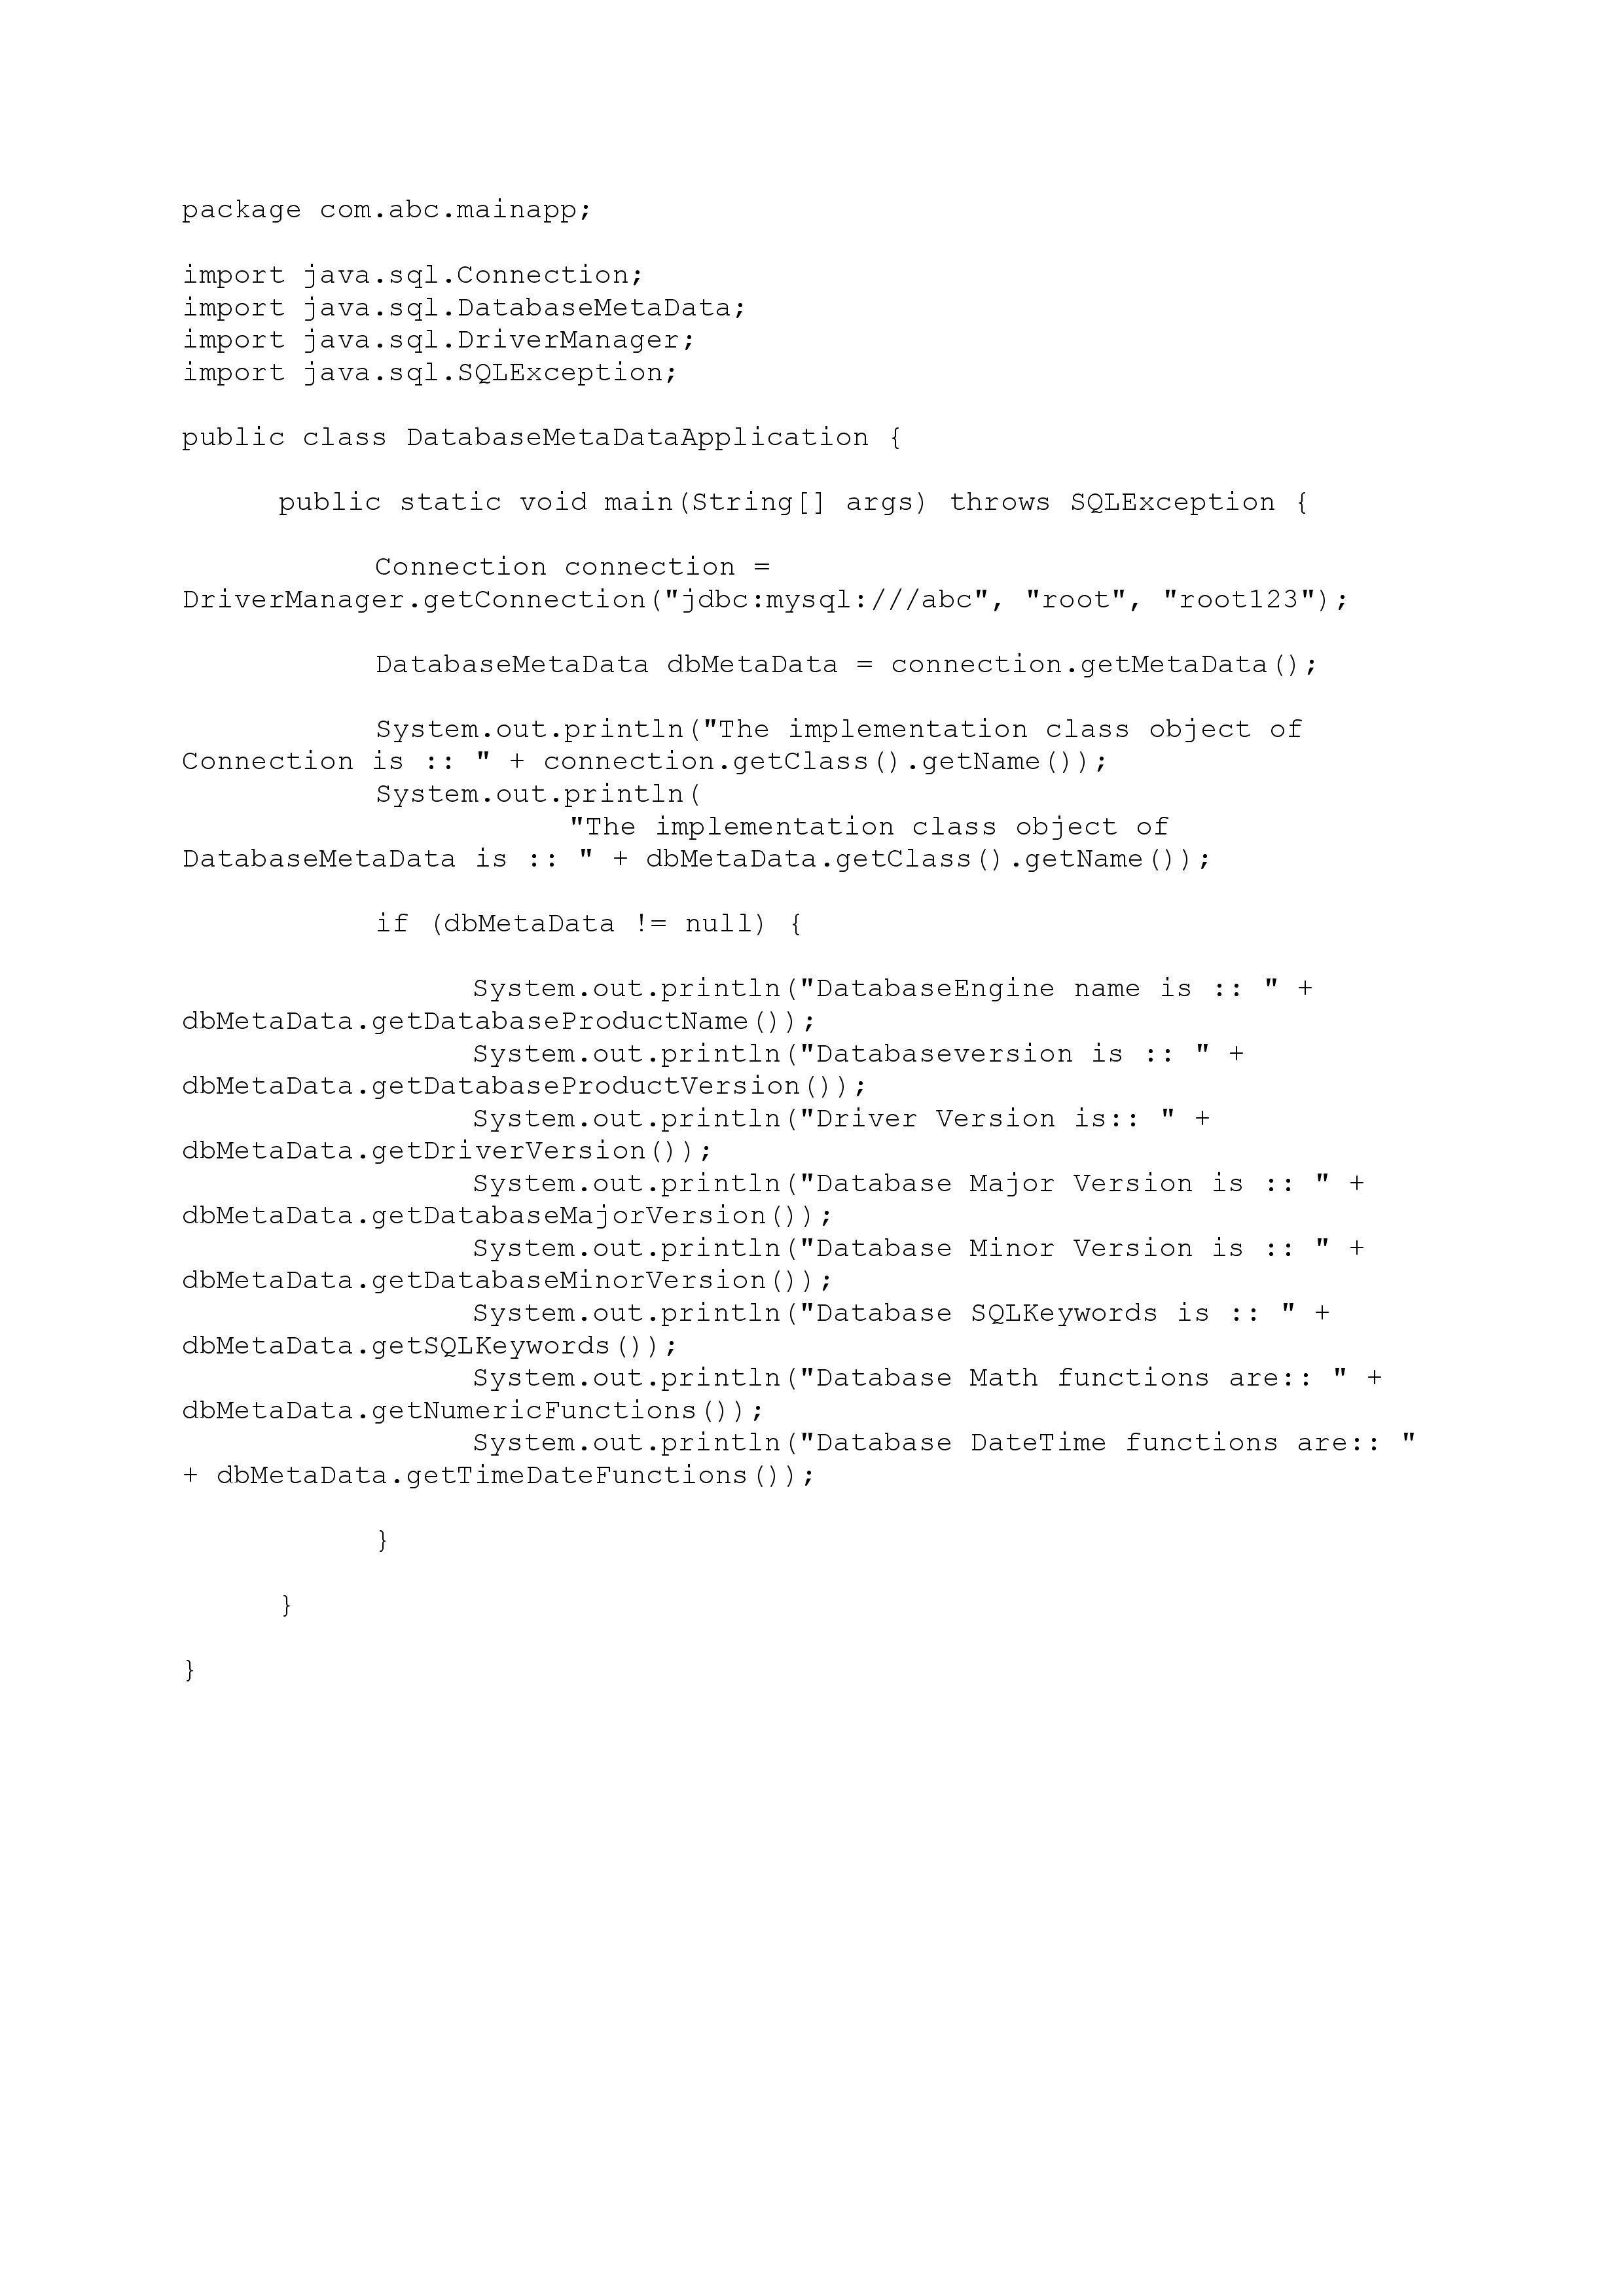 package com.abc.mainapp;
import java.sql.Connection;
import java.sql.DatabaseMetaData;
import java.sql.DriverManager;
import java.sql.SQLException;
public class DatabaseMetaDataApplication {
public static void main(String[] args) throws SQLException {
Connection connection =
DriverManager.getConnection("jdbc:mysql:///abc", "root", "root123");
DatabaseMetaData dbMetaData = connection.getMetaData();
System.out.println("The implementation class object of
Connection is :: " + connection.getClass().getName());
System.out.println(
"The implementation class object of
DatabaseMetaData is :: " + dbMetaData.getClass().getName());
if (dbMetaData != null) {
System.out.println("DatabaseEngine name is :: " +
dbMetaData.getDatabaseProductName());
System.out.println("Databaseversion is :: " +
dbMetaData.getDatabaseProductVersion());
System.out.println("Driver Version is:: " +
dbMetaData.getDriverVersion());
System.out.println("Database Major Version is :: " +
dbMetaData.getDatabaseMajorVersion());
System.out.println("Database Minor Version is :: " +
dbMetaData.getDatabaseMinorVersion());
System.out.println("Database SQLKeywords is :: " +
dbMetaData.getSQLKeywords());
System.out.println("Database Math functions are:: " +
dbMetaData.getNumericFunctions());
System.out.println("Database DateTime functions are:: "
+ dbMetaData.getTimeDateFunctions());
}
}
}